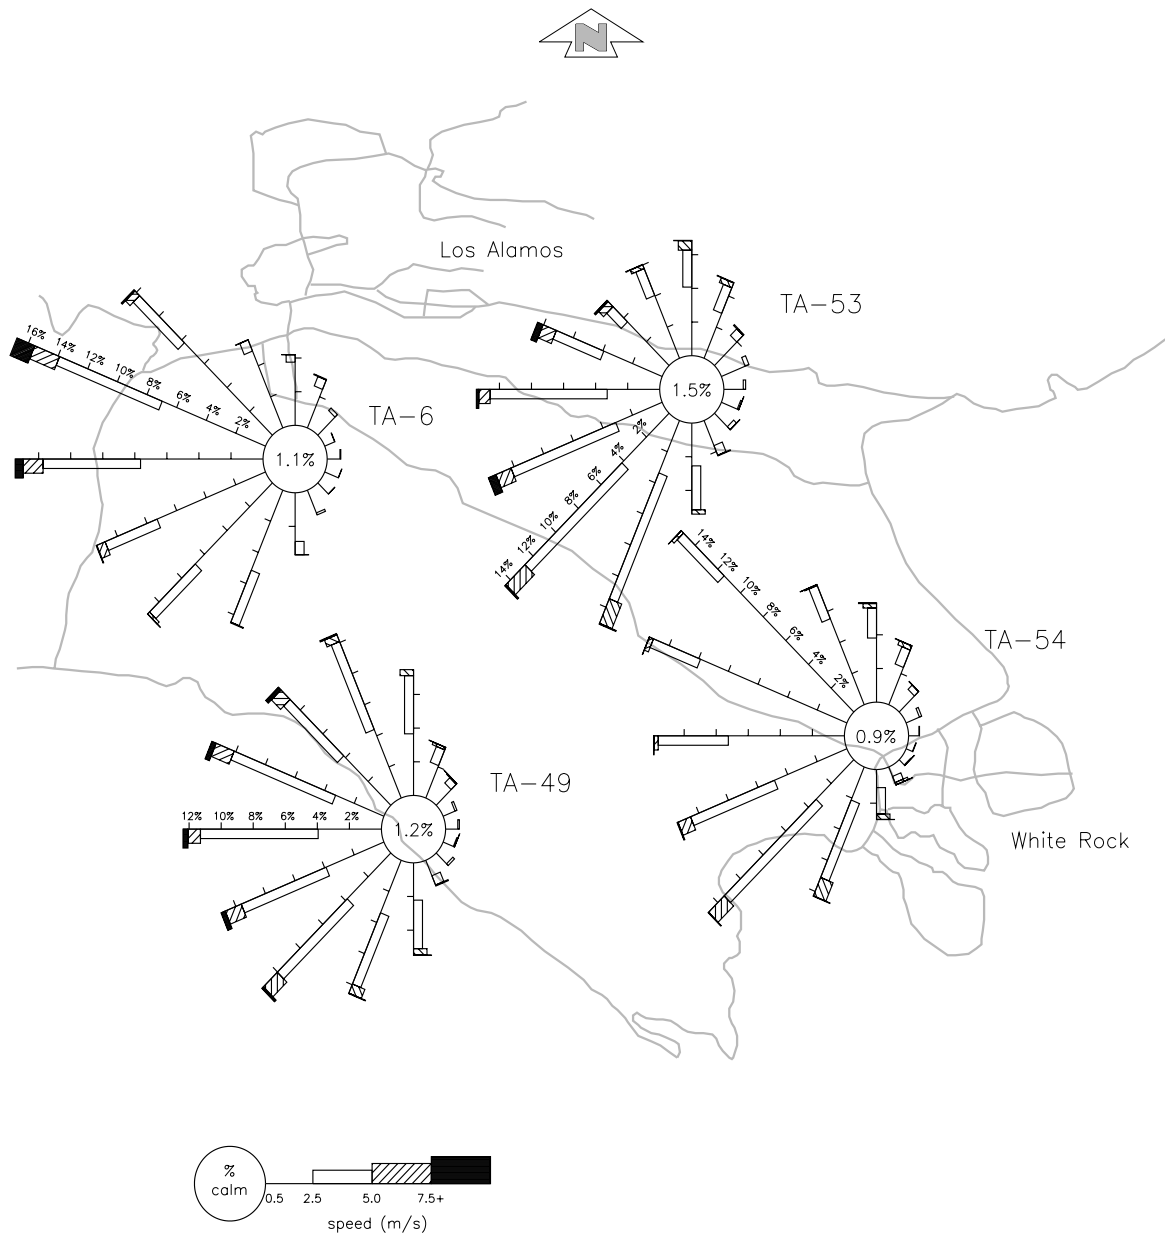 N
Los Alamos
TA-53
16%
14%
12%
10%
8%
6%
4%
2%
TA-6
1.1%
1.5%
2%
4%
6%
8%
10%
12%
14%
14%
12%
10%
8%
6%
4%
2%
TA-54
0.9%
TA-49
12% 10% 8% 6% 4% 2%
1.2%
White Rock
%
calm
0.5 2.5 5.0 7.5+
speed (m/s)